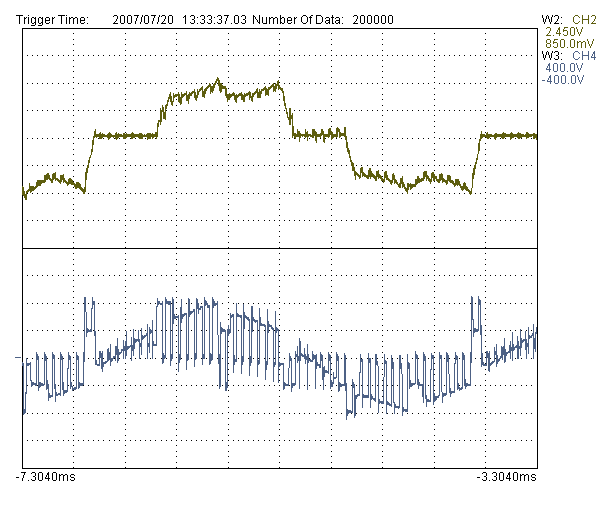 Trigger Time: 2007/07/20 13:33:37.03 Number Of Data: 200000
W2: CH2
2.450V
850.0mV
W3: CH4
400.0V
-400.0V
-7.3040ms -3.3040ms